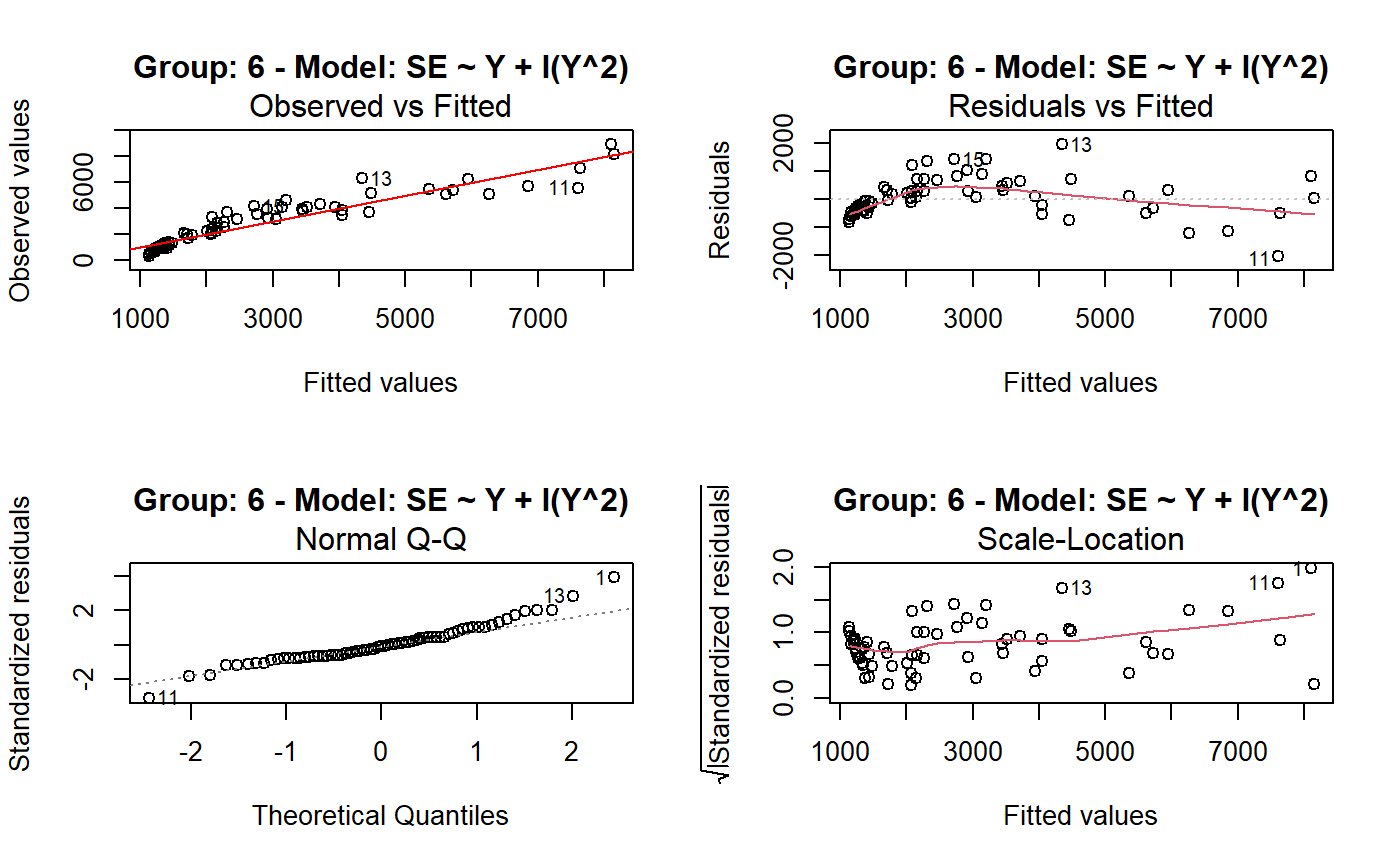 Group: 6 - Model: SE ~ Y + I(Y^2)
Observed vs Fitted
Observed values
0
6000
13
15
11
1000 3000 5000 7000
Fitted values
Group: 6 - Model: SE ~ Y + I(Y^2)
Residuals vs Fitted
Residuals
-2000
2000
13
15
11
1000 3000 5000 7000
Fitted values
Group: 6 - Model: SE ~ Y + I(Y^2)
Normal Q-Q
Standardized residuals
-2
2
1
13
11
-2 -1 0 1 2
Theoretical Quantiles
Group: 6 - Model: SE ~ Y + I(Y^2)
Scale-Location
√|Standardized residuals|
0.0 1.0 2.0
1
11
13
1000 3000 5000 7000
Fitted values